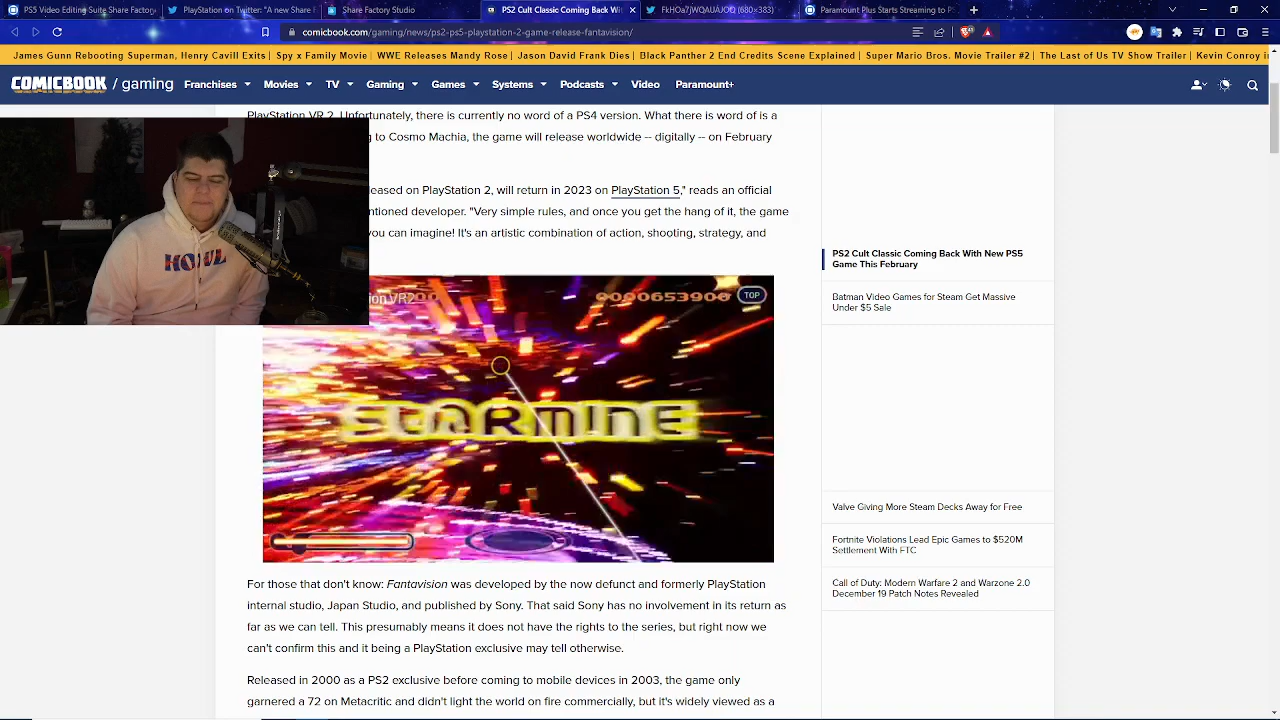 PS5 Video Editing Suite Share Factory
PlayStation on Twitter: "A new Share
Share Factory Studio
PS2 Cult Classic Coming Back Wit
FkHOa7jWQAUAJOQ (680×383)
Paramount Plus Starts Streaming to PS
comicbook.com/gaming/news/ps2-ps5-playstation-2-game-release-fantavision/
James Gunn Rebooting Superman, Henry Cavill Exits | Spy x Family Movie | WWE Releases Mandy Rose | Jason David Frank Dies | Black Panther 2 End Credits Scene Explained | Super Mario Bros. Movie Trailer #2 | The Last of Us TV Show Trailer | Kevin Conroy in
COMICBOOK / gaming
Franchises Movies TV Gaming Games Systems Podcasts Video Paramount+
PlayStation VR 2. Unfortunately, there is currently no word of a PS4 version. What there is word of is a
g to Cosmo Machia, the game will release worldwide -- digitally -- on February
eased on PlayStation 2, will return in 2023 on PlayStation 5," reads an official
ntioned developer. "Very simple rules, and once you get the hang of it, the game
you can imagine! It's an artistic combination of action, shooting, strategy, and
HOWL
ion VR2
0000653900
TOP
STARMINE
For those that don't know: Fantavision was developed by the now defunct and formerly PlayStation
internal studio, Japan Studio, and published by Sony. That said Sony has no involvement in its return as
far as we can tell. This presumably means it does not have the rights to the series, but right now we
can't confirm this and it being a PlayStation exclusive may tell otherwise.
Released in 2000 as a PS2 exclusive before coming to mobile devices in 2003, the game only
garnered a 72 on Metacritic and didn't light the world on fire commercially, but it's widely viewed as a
PS2 Cult Classic Coming Back With New PS5
Game This February
Batman Video Games for Steam Get Massive
Under $5 Sale
Valve Giving More Steam Decks Away for Free
Fortnite Violations Lead Epic Games to $520M
Settlement With FTC
Call of Duty: Modern Warfare 2 and Warzone 2.0
December 19 Patch Notes Revealed